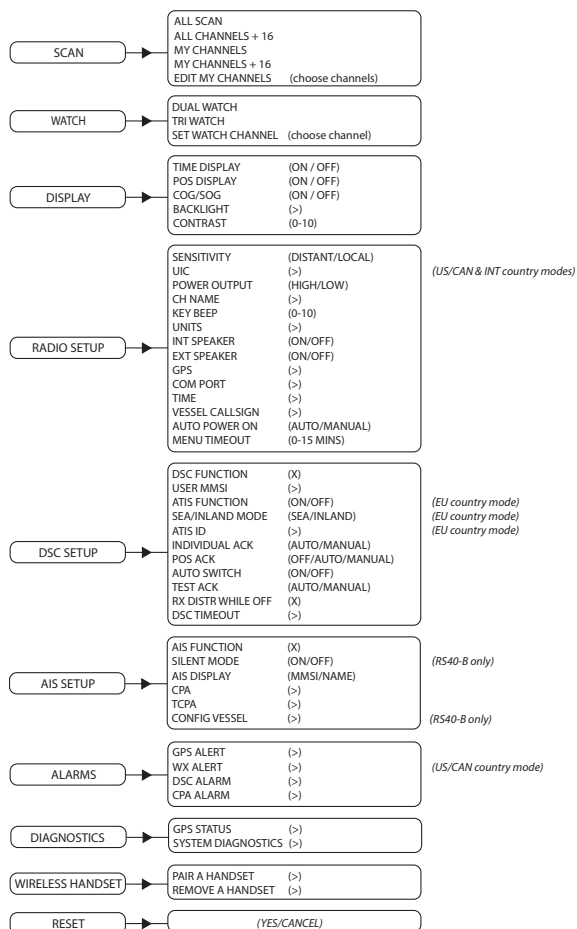 SCAN
ALL SCAN
ALL CHANNELS + 16
MY CHANNELS
MY CHANNELS + 16
EDIT MY CHANNELS (choose channels)
WATCH
DUAL WATCH
TRI WATCH
SET WATCH CHANNEL (choose channel)
DISPLAY
TIME DISPLAY (ON / OFF)
POS DISPLAY (ON / OFF)
COG/SOG (ON / OFF)
BACKLIGHT (>)
CONTRAST (0-10)
RADIO SETUP
SENSITIVITY (DISTANT/LOCAL)
UIC (>) (US/CAN & INT country modes)
POWER OUTPUT (HIGH/LOW)
CH NAME (>)
KEY BEEP (0-10)
UNITS (>)
INT SPEAKER (ON/OFF)
EXT SPEAKER (ON/OFF)
GPS (>)
COM PORT (>)
TIME (>)
VESSEL CALLSIGN (>)
AUTO POWER ON (AUTO/MANUAL)
MENU TIMEOUT (0-15 MINS)
DSC SETUP
DSC FUNCTION (X)
USER MMSI (>)
ATIS FUNCTION (ON/OFF) (EU country mode)
SEA/INLAND MODE (SEA/INLAND) (EU country mode)
ATIS ID (>) (EU country mode)
INDIVIDUAL ACK (AUTO/MANUAL)
POS ACK (OFF/AUTO/MANUAL)
AUTO SWITCH (ON/OFF)
TEST ACK (AUTO/MANUAL)
RX DISTR WHILE OFF (X)
DSC TIMEOUT (>)
AIS SETUP
AIS FUNCTION (X)
SILENT MODE (ON/OFF) (RS40-B only)
AIS DISPLAY (MMSI/NAME)
CPA (>)
TCPA (>)
CONFIG VESSEL (>) (RS40-B only)
ALARMS
GPS ALERT (>)
WX ALERT (>) (US/CAN country mode)
DSC ALARM (>)
CPA ALARM (>)
DIAGNOSTICS
GPS STATUS (>)
SYSTEM DIAGNOSTICS (>)
WIRELESS HANDSET
PAIR A HANDSET (>)
REMOVE A HANDSET (>)
RESET
(YES/CANCEL)